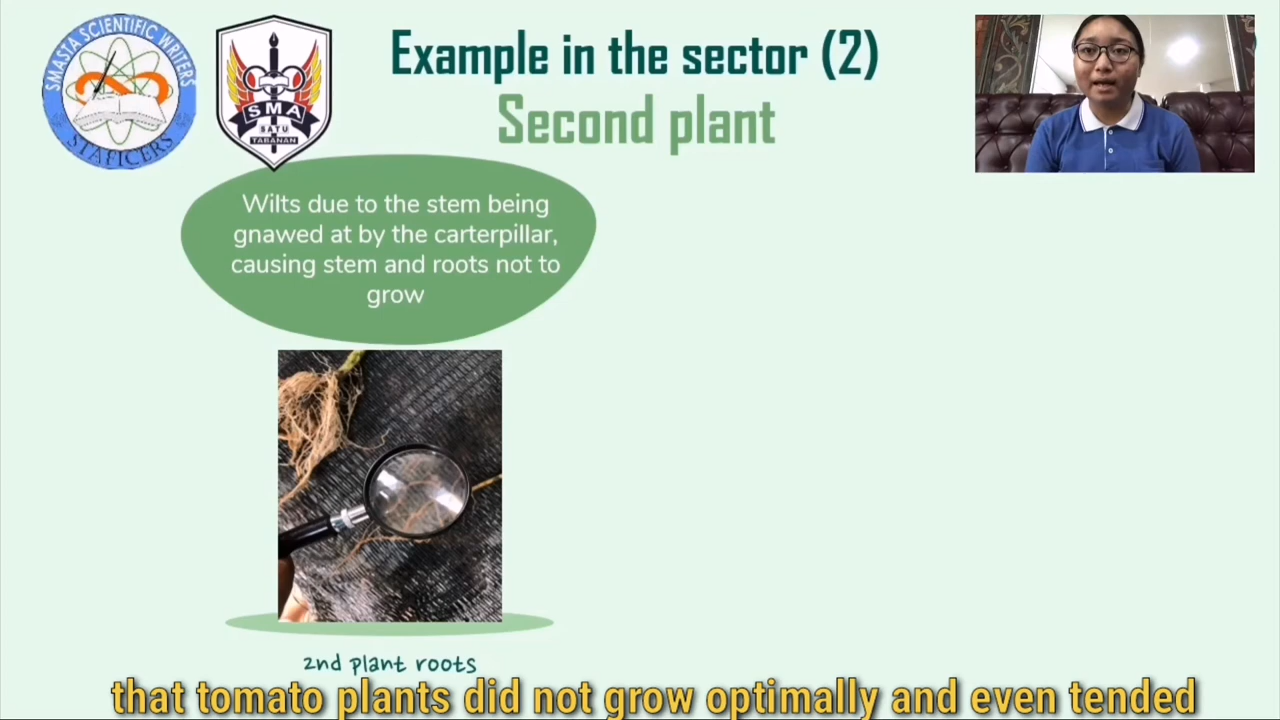 SMASTA SCIENTIFIC WRITERS
STAFICERS
SMA
SATU
TABANAN
Example in the sector (2)
Second plant
Wilts due to the stem being
gnawed at by the carterpillar,
causing stem and roots not to
grow
2nd plant roots
that tomato plants did not grow optimally and even tended